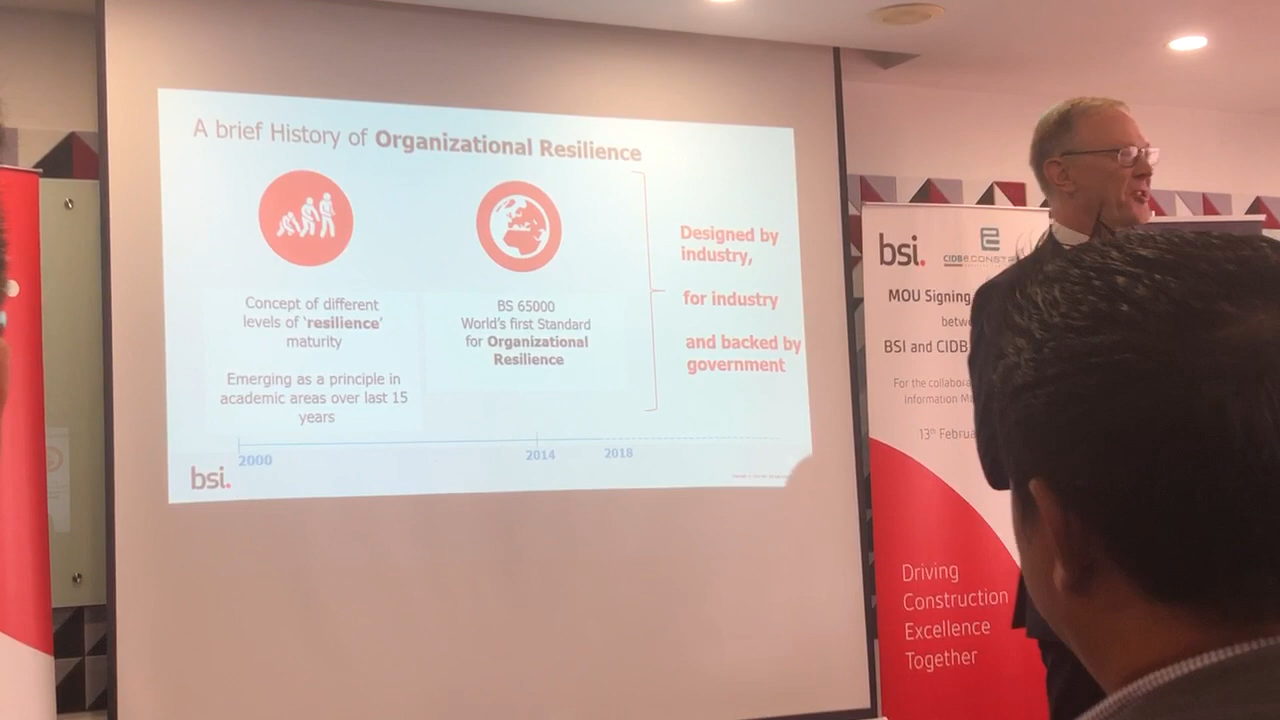 A brief History of Organizational Resilience
Concept of different
levels of 'resilience'
maturity
Emerging as a principle in
academic areas over last 15
years
BS 65000
World's first Standard
for Organizational
Resilience
Designed by
industry,
for industry
and backed by
government
2000
2014
2018
bsi.
bsi.
CIDB
MOU Signing
BSI and CIDB
For the
Information
13th
Driving
Construction
Excellence
Together